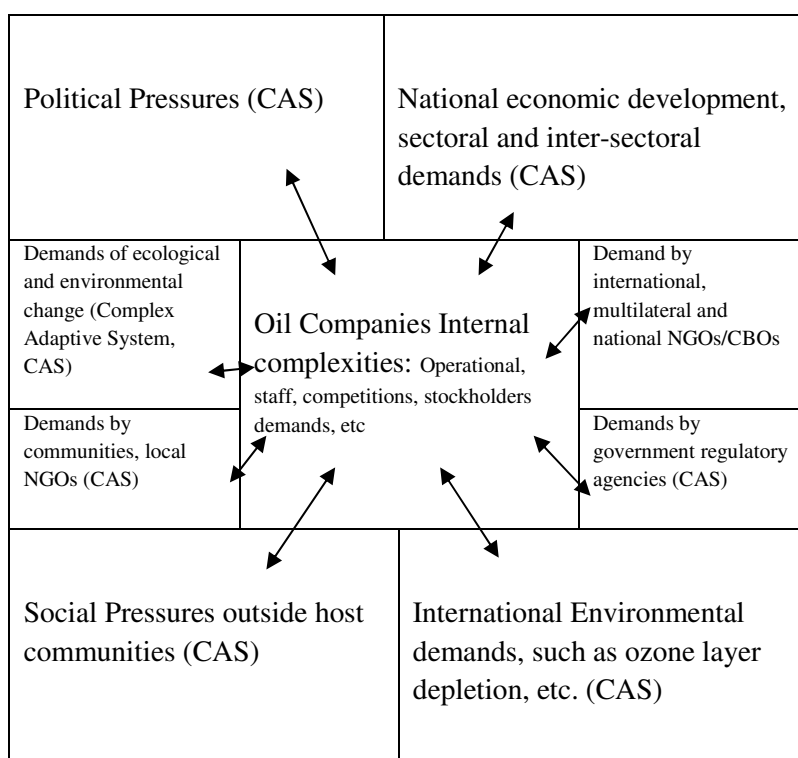 Political Pressures (CAS)
National economic development,
sectoral and inter-sectoral
demands (CAS)
Demands of ecological
and environmental
change (Complex
Adaptive System,
CAS)
Oil Companies Internal
complexities: Operational,
staff, competitions, stockholders
demands, etc
Demand by
international,
multilateral and
national NGOs/CBOs
Demands by
communities, local
NGOs (CAS)
Demands by
government regulatory
agencies (CAS)
Social Pressures outside host
communities (CAS)
International Environmental
demands, such as ozone layer
depletion, etc. (CAS)